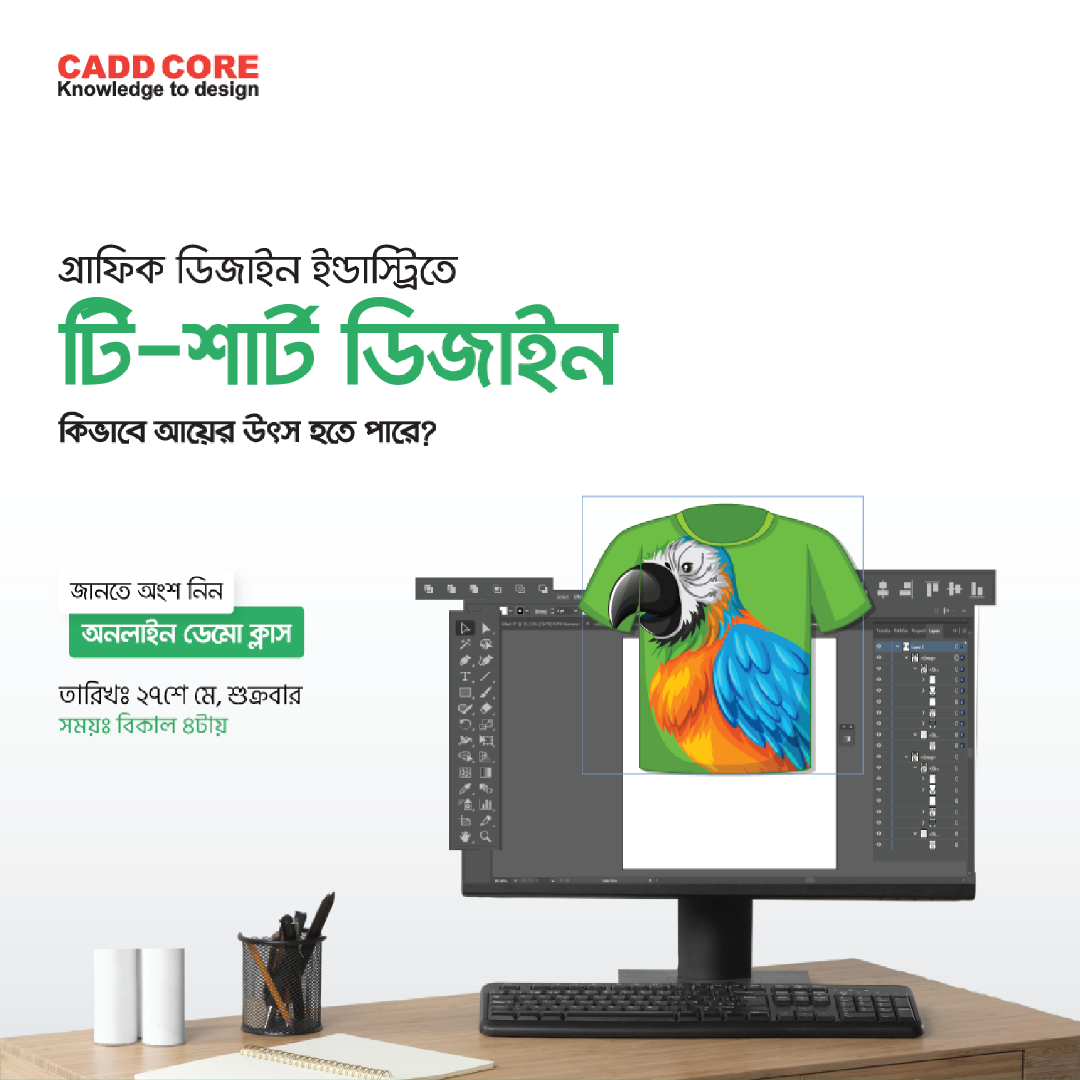 CADD CORE
Knowledge to design
গ্রাফিক ডিজাইন ইন্ডাস্ট্রিতে
টি-শার্ট ডিজাইন
কিভাবে আয়ের উৎস হতে পারে?
জানতে অংশ নিন
অনলাইন ডেমো ক্লাস
তারিখঃ ২৭শে মে, শুক্রবার
সময়ঃ বিকাল ৪টায়